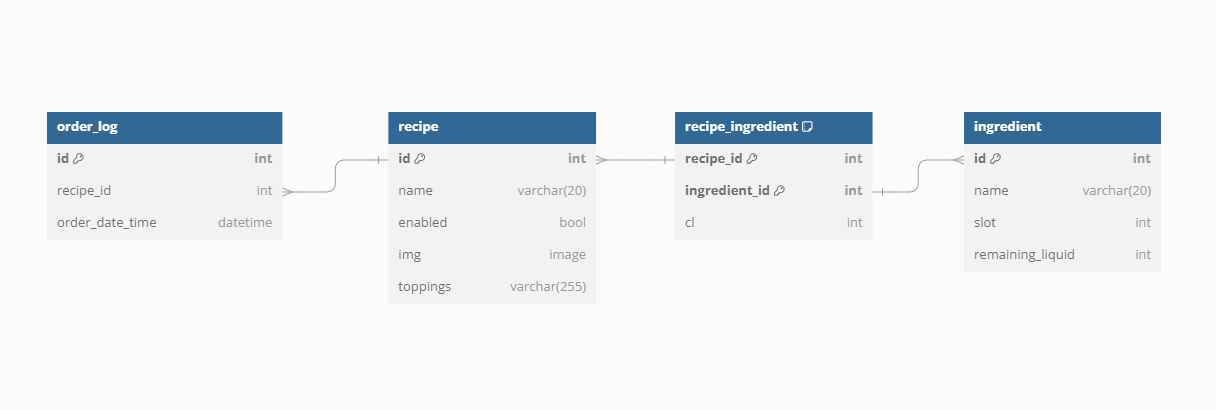 order_log
id int
recipe_id int
order_date_time datetime
recipe
id int
name varchar(20)
enabled bool
img image
toppings varchar(255)
recipe_ingredient
recipe_id int
ingredient_id int
cl int
ingredient
id int
name varchar(20)
slot int
remaining_liquid int